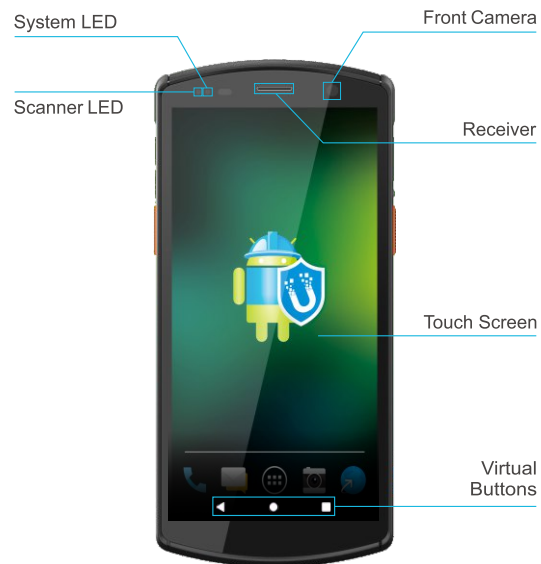 System LED
Front Camera
Scanner LED
Receiver
Touch Screen
Virtual
Buttons